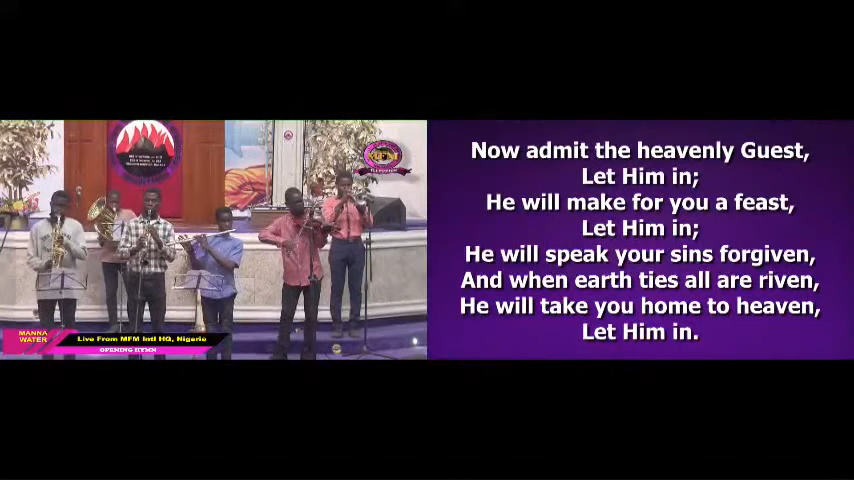 MFM
MANNA
WATER
Live From MFM Intl HQ, Nigeria
OPENING HYMN
Now admit the heavenly Guest,
Let Him in;
He will make for you a feast,
Let Him in;
He will speak your sins forgiven,
And when earth ties all are riven,
He will take you home to heaven,
Let Him in.